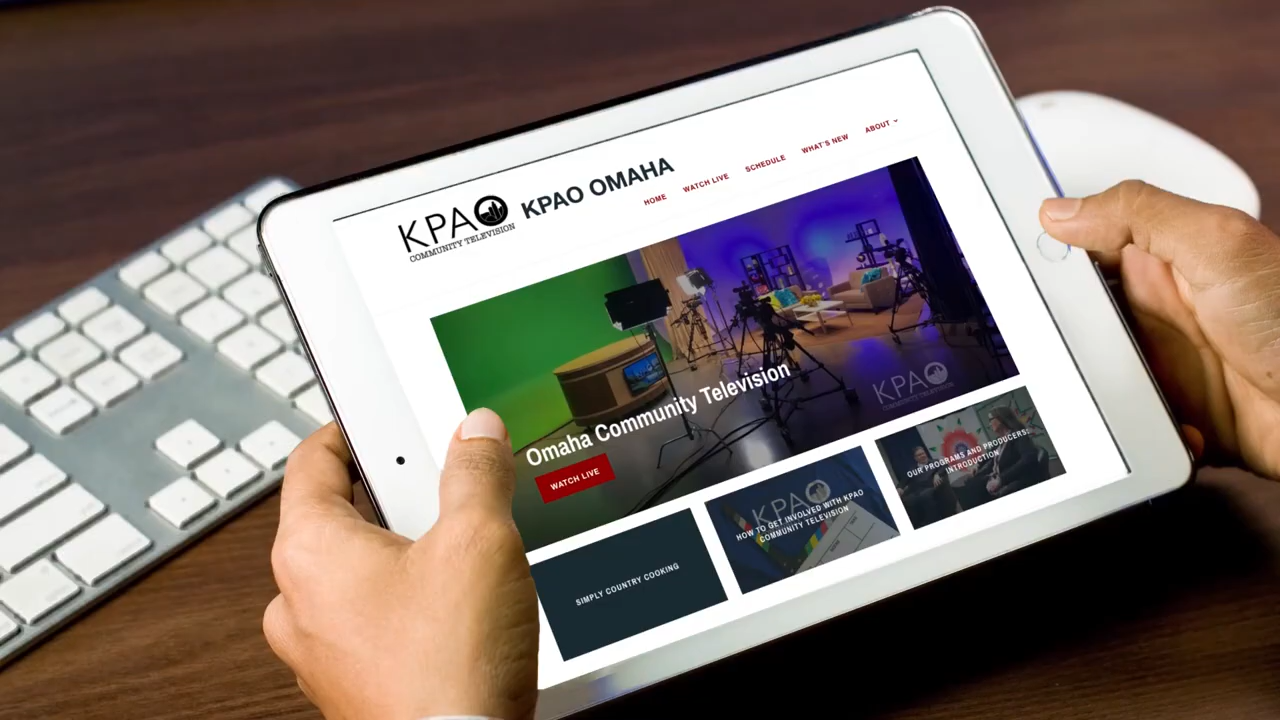 KPAO
COMMUNITY TELEVISION
KPAO OMAHA
HOME
WATCH LIVE
SCHEDULE
WHAT'S NEW
ABOUT
Omaha Community Television
WATCH LIVE
KPAO
COMMUNITY TELEVISION
SIMPLY COUNTRY COOKING
KPAO
HOW TO GET INVOLVED WITH KPAO
COMMUNITY TELEVISION
OUR PROGRAMS AND PRODUCERS:
INTRODUCTION